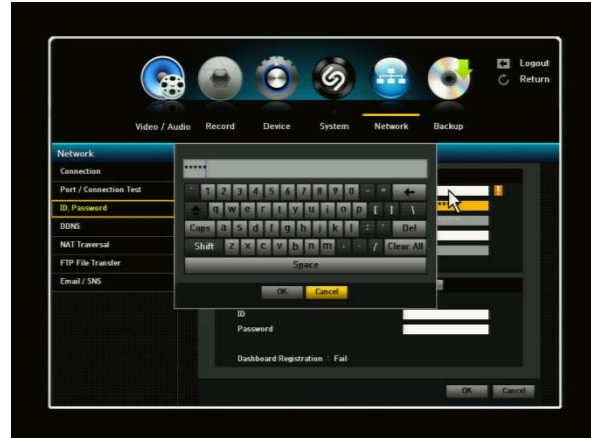 Logout
Return
Video / Audio Record Device System Network Backup
Network
Connection
Port / Connection Test
ID, Password
DDNS
NAT Traversal
FTP File Transfer
Email / SNS
*****
` 1 2 3 4 5 6 7 8 9 0 - =
q w e r t y u i o p [ ] \
Caps a s d f g h j k l ; ' Del
Shift z x c v b n m , . / Clear All
Space
OK Cancel
ID
Password
Dashboard Registration : Fail
OK Cancel